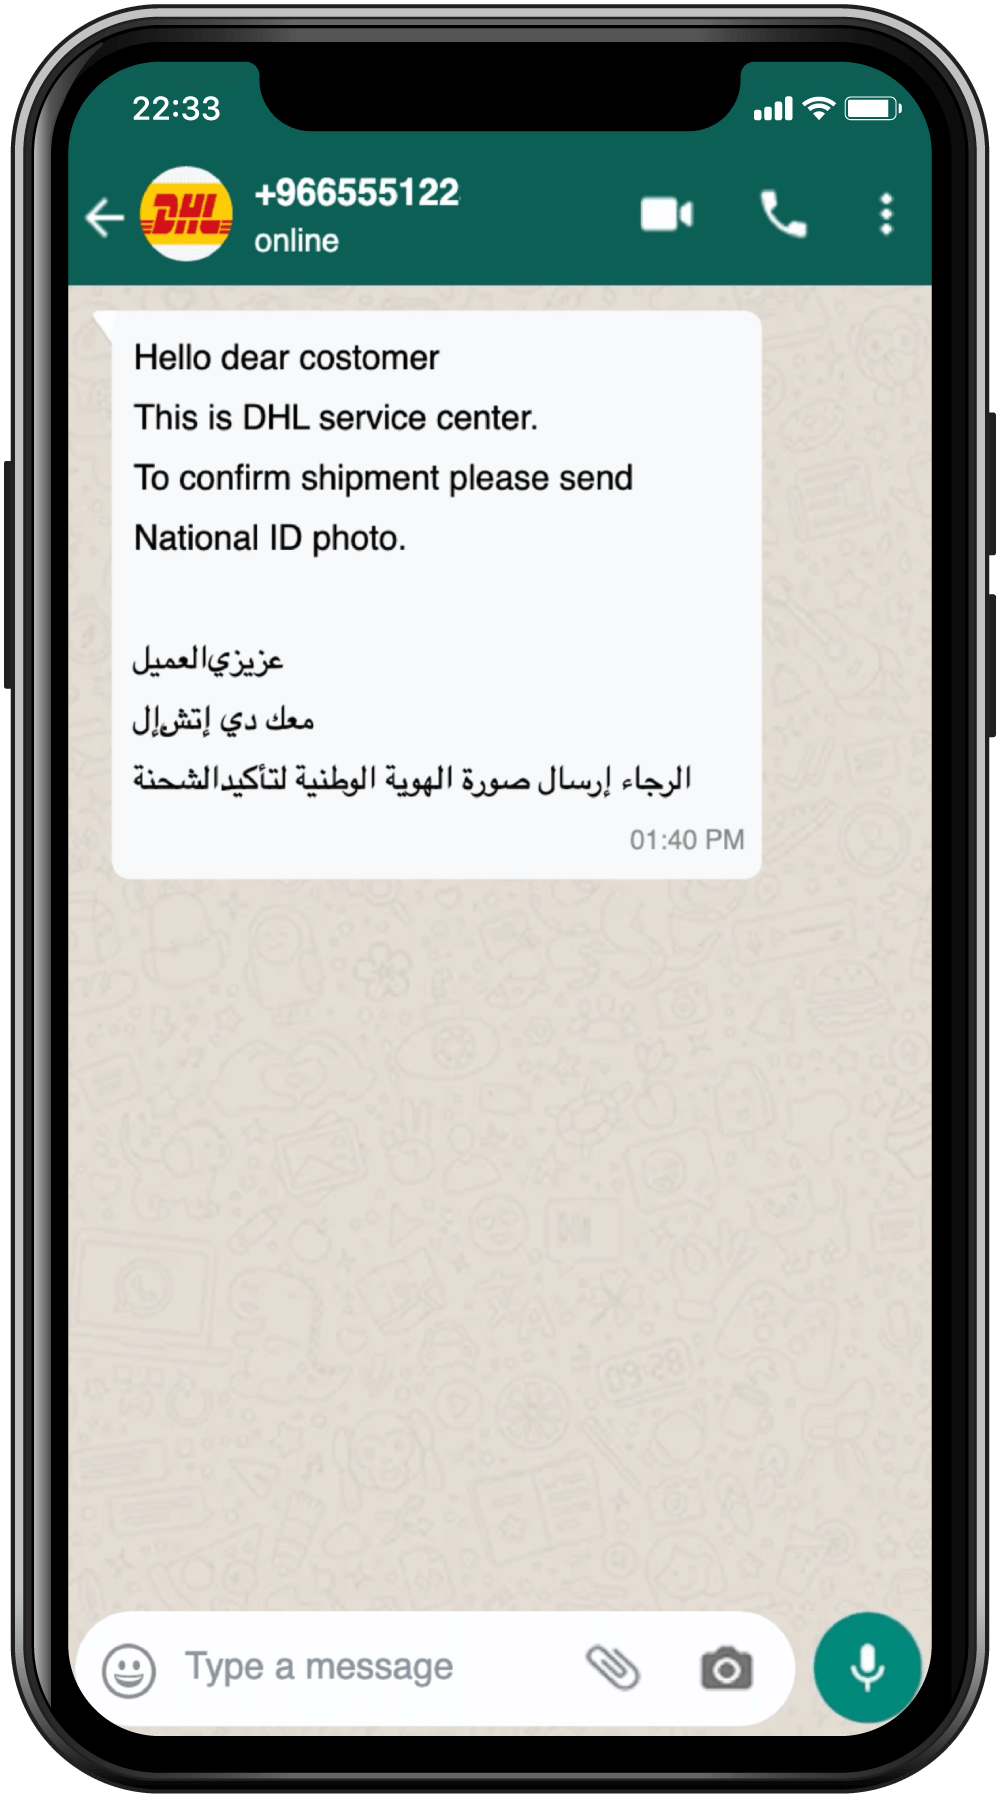 22:33
DHL
+966555122
online
Hello dear costomer
This is DHL service center.
To confirm shipment please send
National ID photo.
عزيزيالعميل
معك دي إتشإل
الرجاء إرسال صورة الهوية الوطنية لتأكيدالشحنة
01:40 PM
Type a message